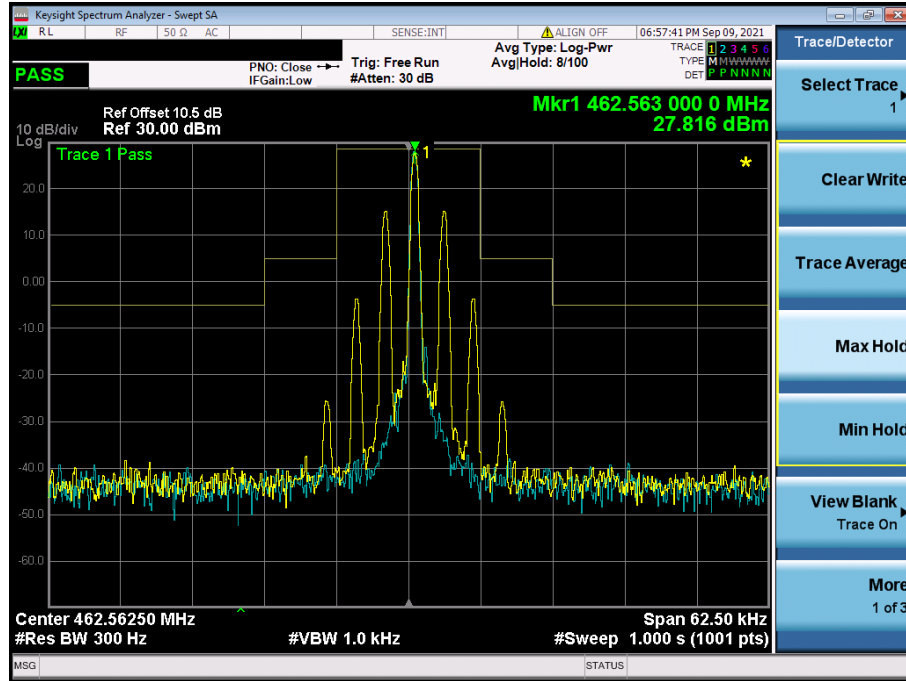 Keysight Spectrum Analyzer - Swept SA
LXI RL RF 50 Ω AC SENSE:INT ALIGN OFF 06:57:41 PM Sep 09, 2021
PASS
PNO: Close
IFGain:Low
Trig: Free Run
#Atten: 30 dB
Avg Type: Log-Pwr
Avg|Hold: 8/100
TRACE 1 2 3 4 5 6
TYPE M M W W W W
DET P P N N N N
Ref Offset 10.5 dB
10 dB/div Ref 30.00 dBm
Log
Mkr1 462.563 000 0 MHz
27.816 dBm
Trace 1 Pass
1
*
20.0
10.0
0.00
-10.0
-20.0
-30.0
-40.0
-50.0
-60.0
Center 462.56250 MHz
Span 62.50 kHz
#Res BW 300 Hz
#VBW 1.0 kHz
#Sweep 1.000 s (1001 pts)
MSG
STATUS
Trace/Detector
Select Trace
1
Clear Write
Trace Average
Max Hold
Min Hold
View Blank
Trace On
More
1 of 3